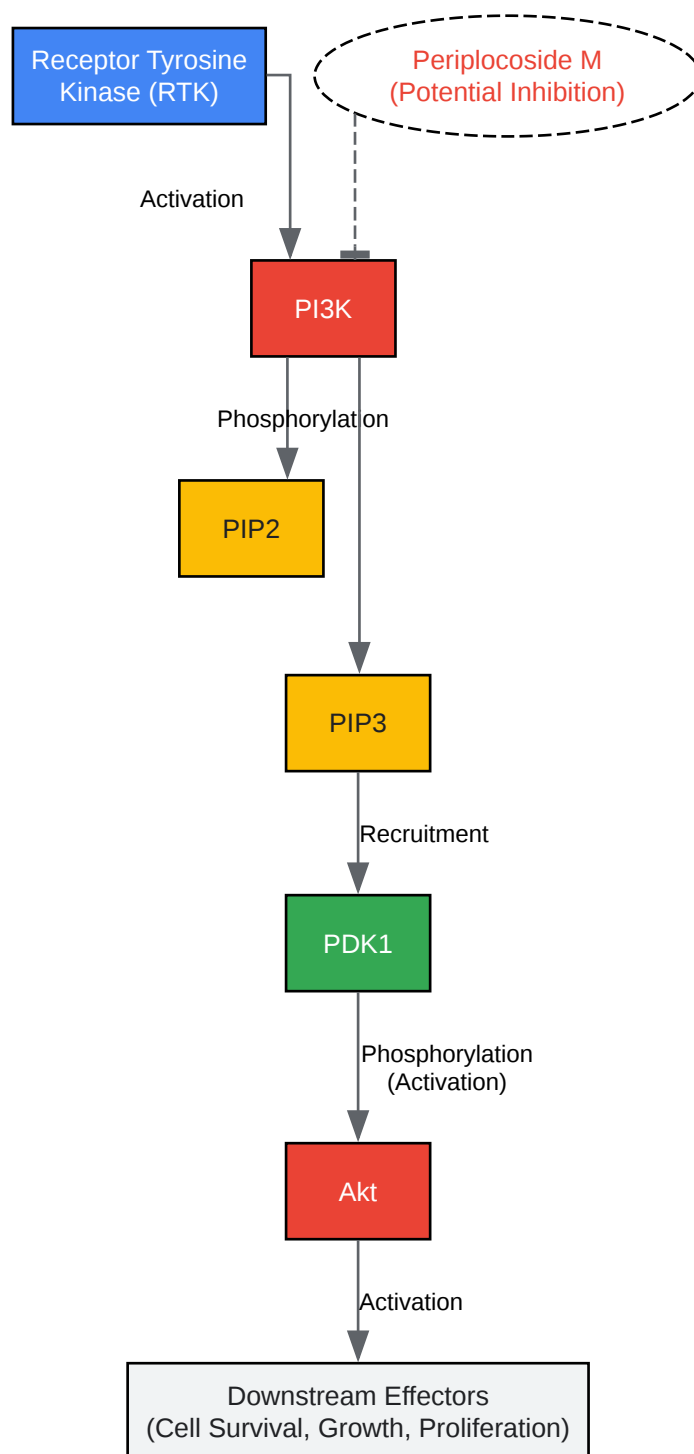 Receptor Tyrosine
Kinase (RTK)
Periplocoside M
(Potential Inhibition)
Activation
PI3K
Phosphorylation
PIP2
PIP3
Recruitment
PDK1
Phosphorylation
(Activation)
Akt
Activation
Downstream Effectors
(Cell Survival, Growth, Proliferation)